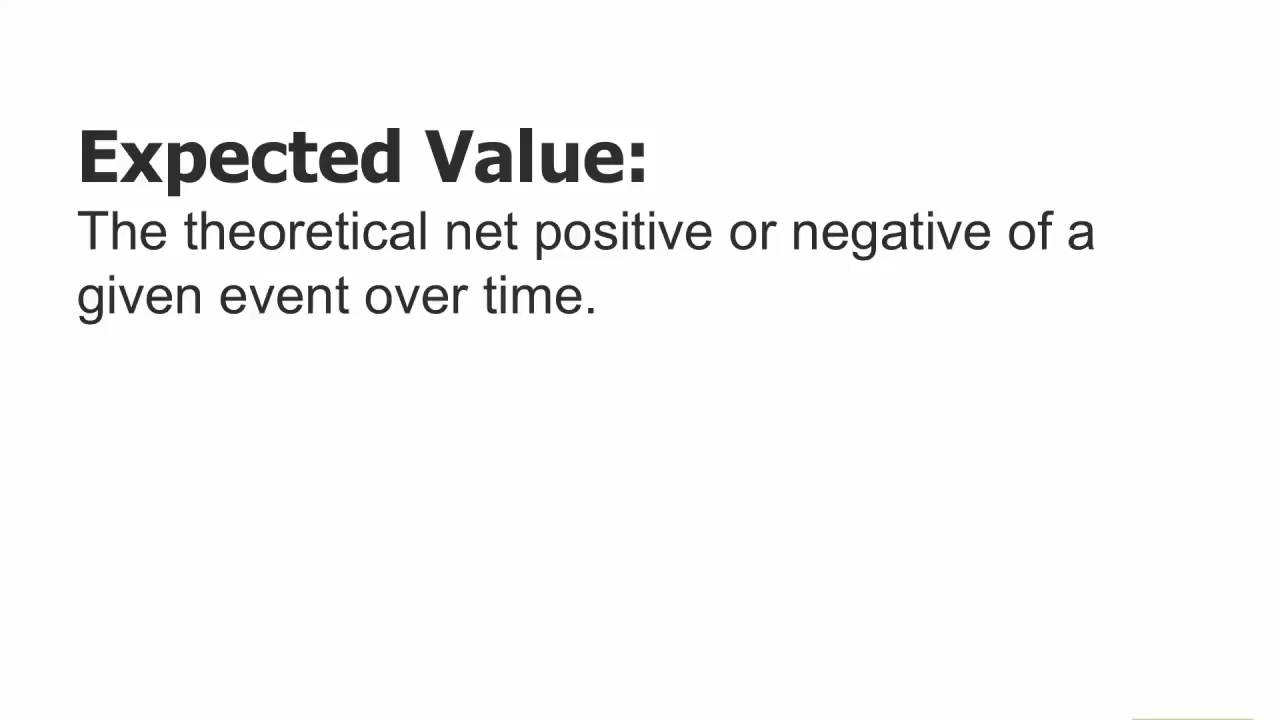 Expected Value:
The theoretical net positive or negative of a
given event over time.